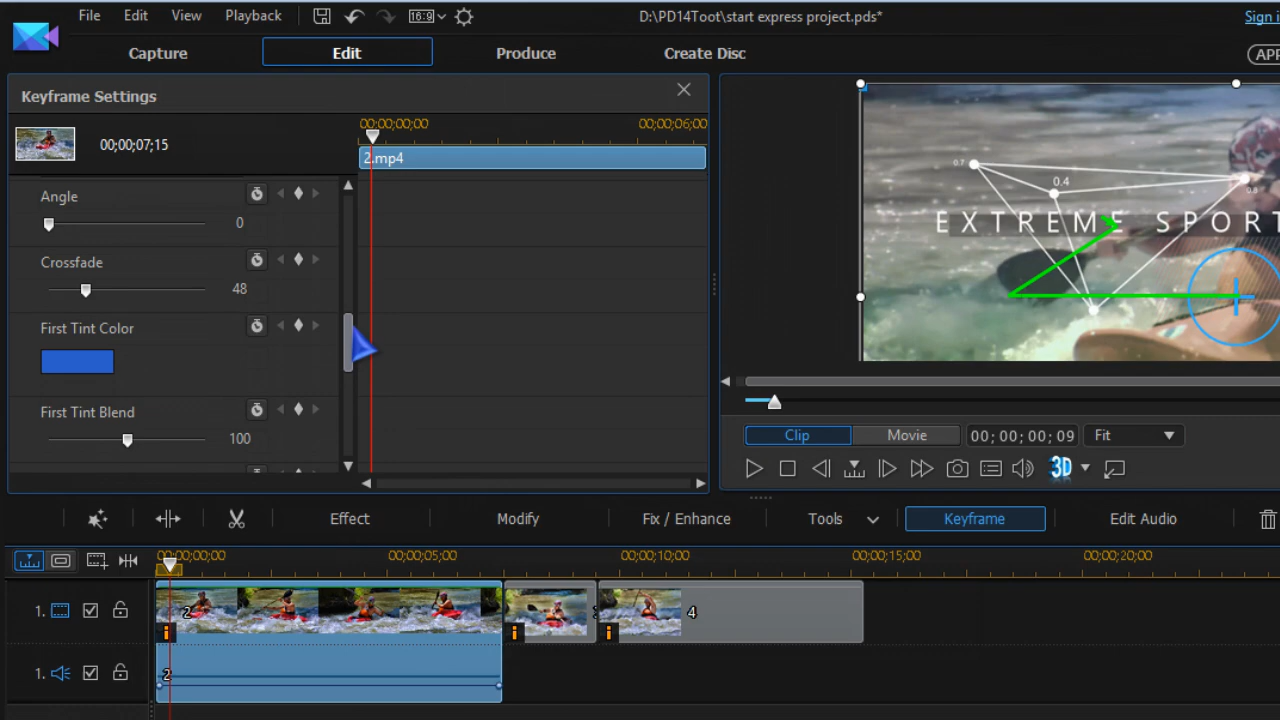 File Edit View Playback 16:9 D:\PD14Toot\start express project.pds* Sign i
Capture Edit Produce Create Disc APP
Keyframe Settings
00;00;07;15
00;00;00;00 00;00;06;00
2.mp4
Angle
0
Crossfade
48
First Tint Color
First Tint Blend
100
0.7
0.4
0.8
EXTREME SPORT
Clip Movie 00; 00; 00; 09 Fit
3D
Effect Modify Fix / Enhance Tools Keyframe Edit Audio
00;00;00;00 00;00;05;00 00;00;10;00 00;00;15;00 00;00;20;00
1. 2 4
1. 2